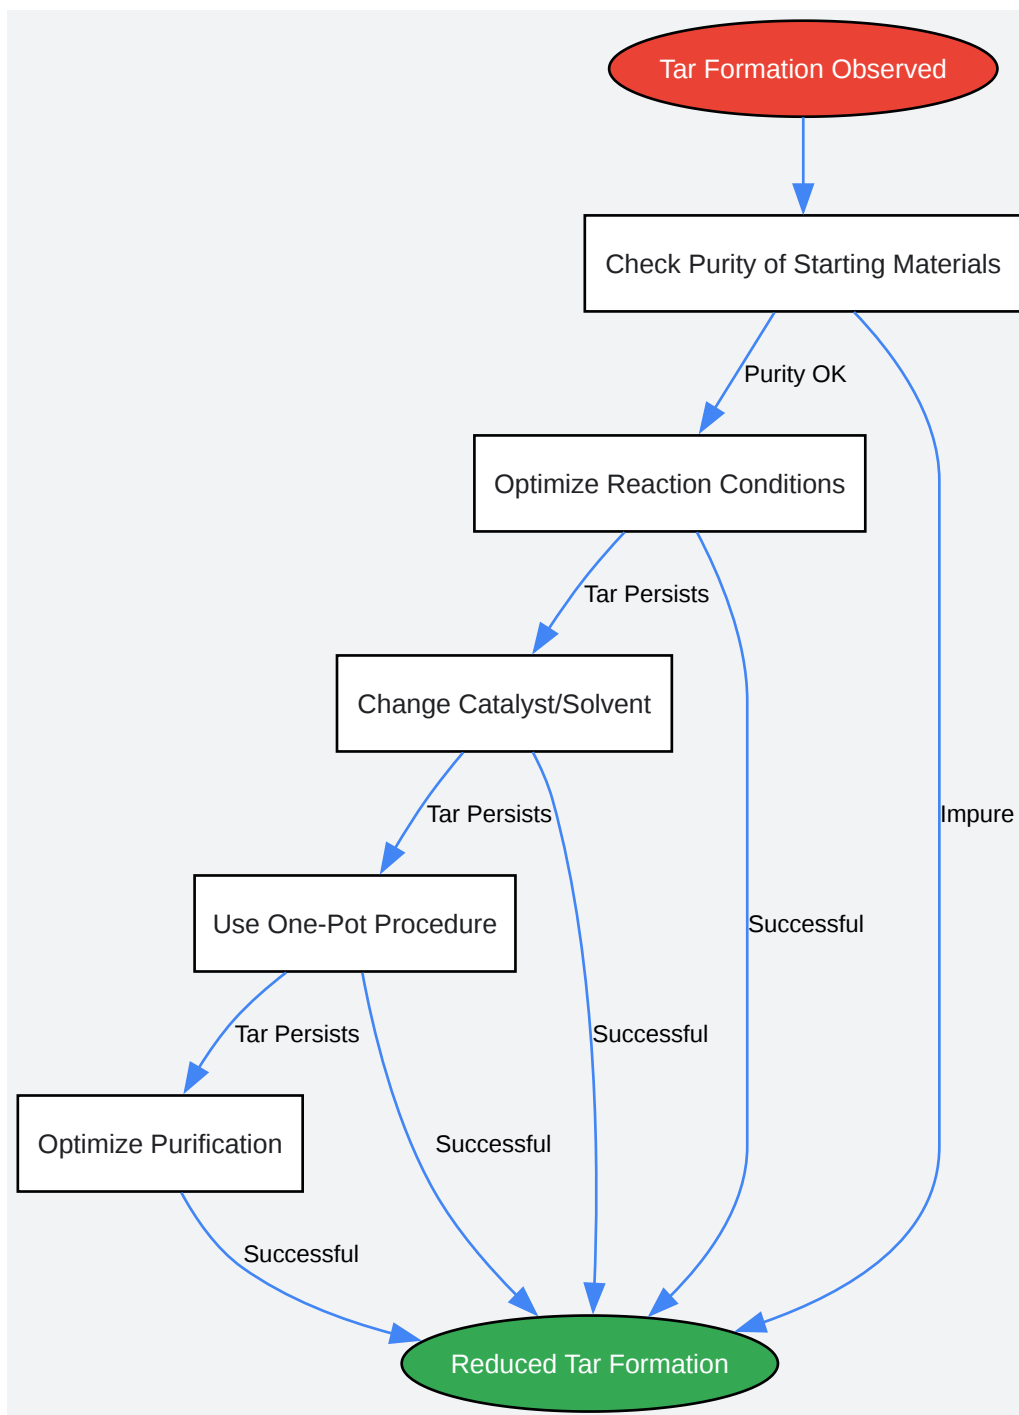 Tar Formation Observed
Check Purity of Starting Materials
Purity OK
Optimize Reaction Conditions
Tar Persists
Change Catalyst/Solvent
Tar Persists
Impure
Use One-Pot Procedure
Successful
Tar Persists
Successful
Optimize Purification
Successful
Successful
Reduced Tar Formation